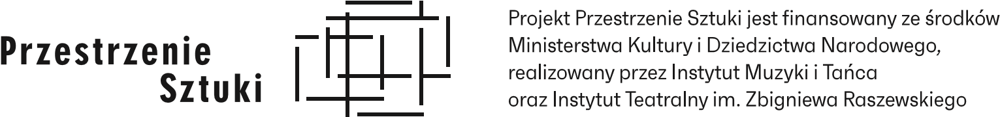 Przestrzenie
Sztuki
Projekt Przestrzenie Sztuki jest finansowany ze środków
Ministerstwa Kultury i Dziedzictwa Narodowego,
realizowany przez Instytut Muzyki i Tańca
oraz Instytut Teatralny im. Zbigniewa Raszewskiego